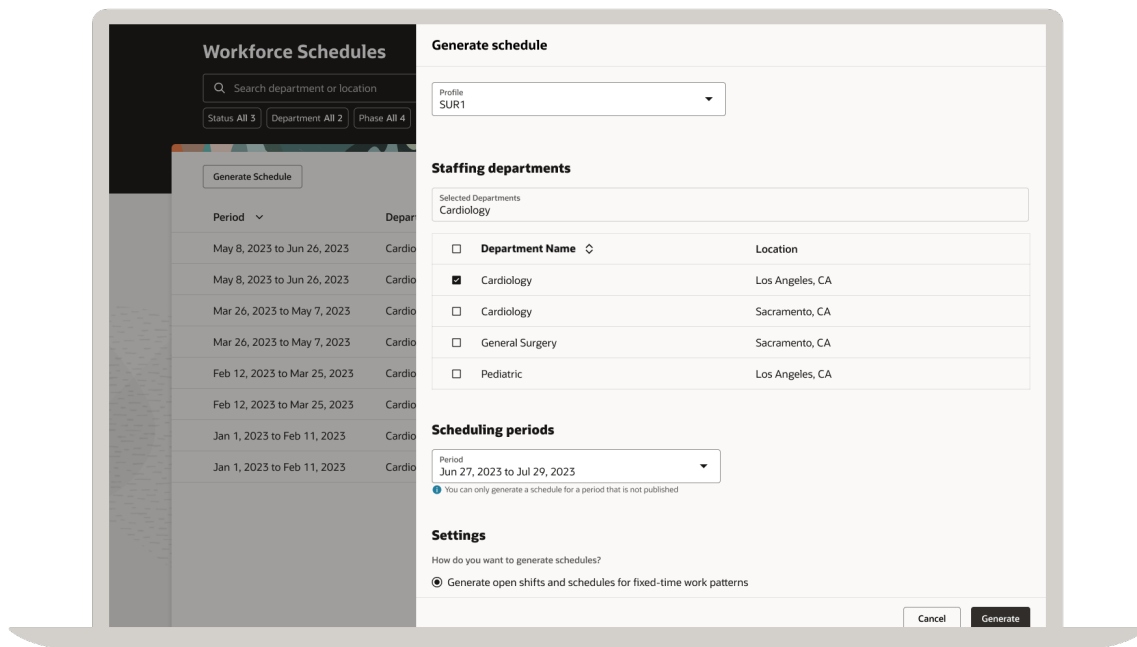 Workforce Schedules
Search department or location
Status All 3 Department All 2 Phase All 4
Generate Schedule
Period Depar
May 8, 2023 to Jun 26, 2023 Cardio
May 8, 2023 to Jun 26, 2023 Cardio
Mar 26, 2023 to May 7, 2023 Cardio
Mar 26, 2023 to May 7, 2023 Cardio
Feb 12, 2023 to Mar 25, 2023 Cardio
Feb 12, 2023 to Mar 25, 2023 Cardio
Jan 1, 2023 to Feb 11, 2023 Cardio
Jan 1, 2023 to Feb 11, 2023 Cardio
Generate schedule
Profile
SUR1
Staffing departments
Selected Departments
Cardiology
Department Name Location
Cardiology Los Angeles, CA
Cardiology Sacramento, CA
General Surgery Sacramento, CA
Pediatric Los Angeles, CA
Scheduling periods
Period
Jun 27, 2023 to Jul 29, 2023
You can only generate a schedule for a period that is not published
Settings
How do you want to generate schedules?
Generate open shifts and schedules for fixed-time work patterns
Cancel Generate